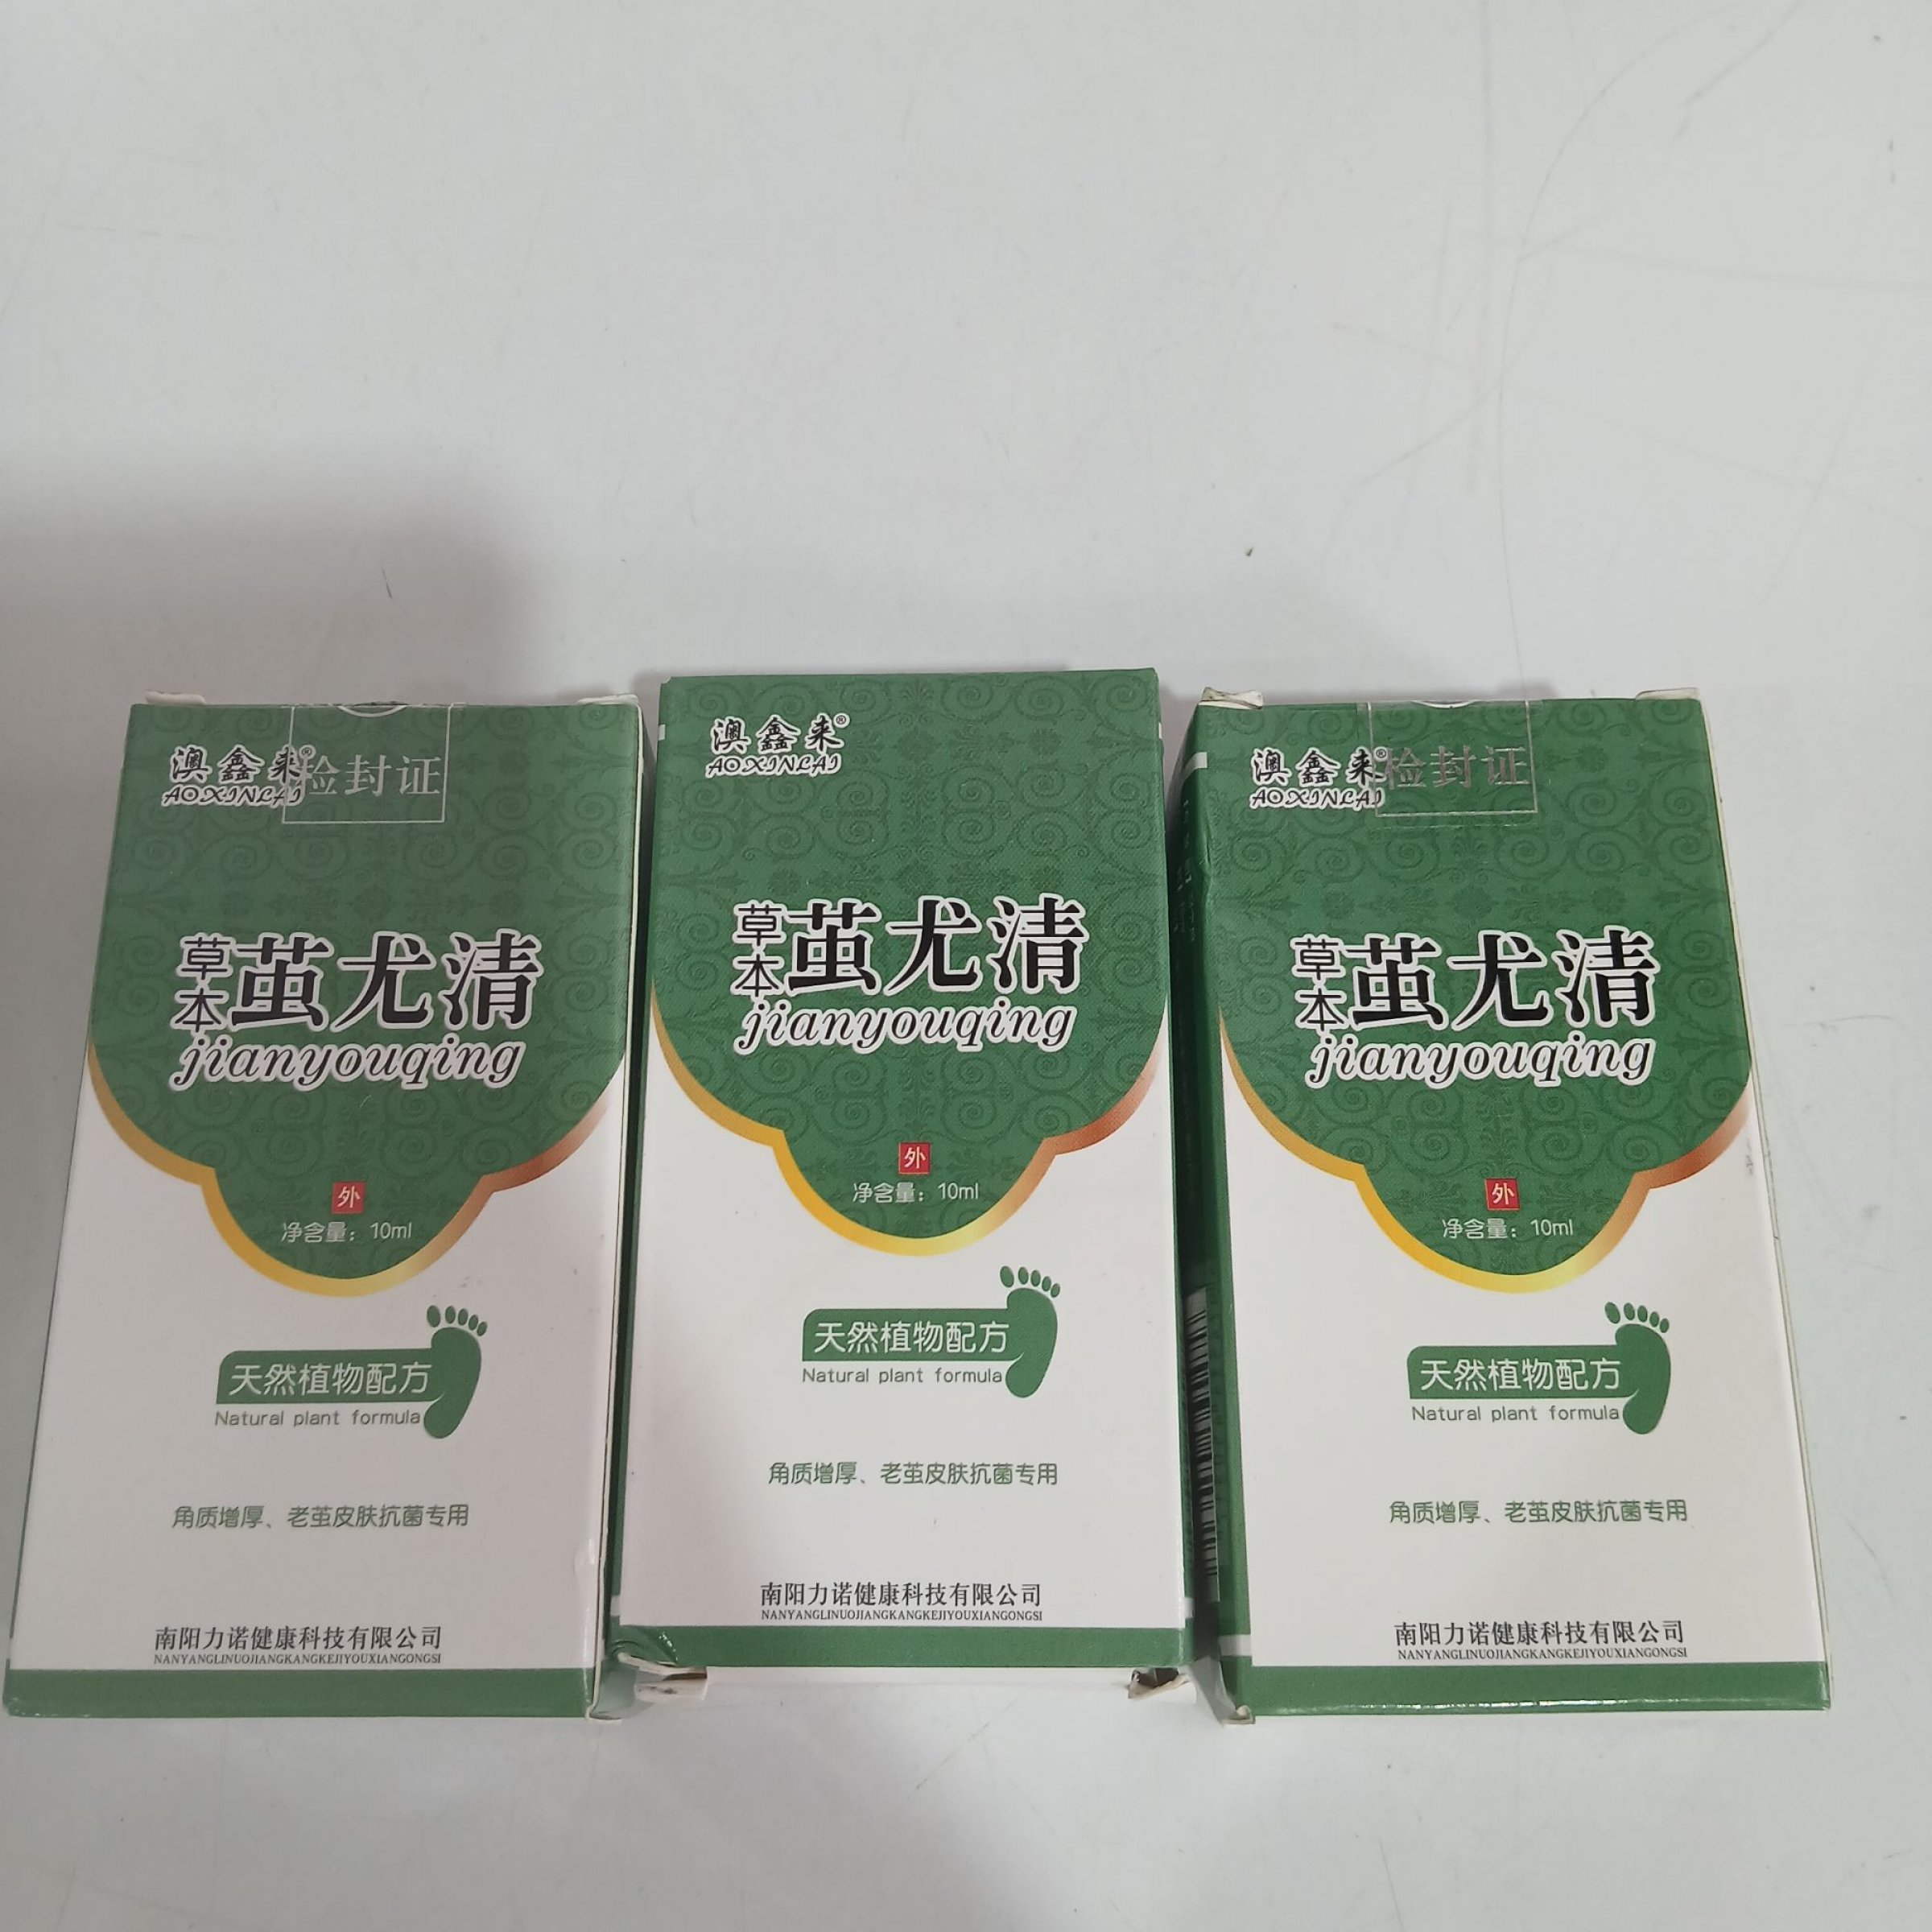 澳鑫来®
AOXINLAI
检封证
草本茧尤清
jianyouqing
外
净含量：10ml
天然植物配方
Natural plant formula
角质增厚、老茧皮肤抗菌专用
南阳力诺健康科技有限公司
NANYANGLINUOJIANGKANGKEJIYOUXIANGONGSI
澳鑫来®
AOXINLAI
草本茧尤清
jianyouqing
外
净含量：10ml
天然植物配方
Natural plant formula
角质增厚、老茧皮肤抗菌专用
南阳力诺健康科技有限公司
NANYANGLINUOJIANGKANGKEJIYOUXIANGONGSI
澳鑫来®
AOXINLAI
检封证
草本茧尤清
jianyouqing
外
净含量：10ml
天然植物配方
Natural plant formula
角质增厚、老茧皮肤抗菌专用
南阳力诺健康科技有限公司
NANYANGLINUOJIANGKANGKEJIYOUXIANGONGSI